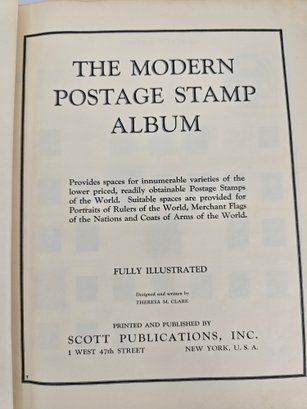 THE MODERN
POSTAGE STAMP
ALBUM
Provides spaces for innumerable varieties of the
lower priced, readily obtainable Postage Stamps
of the World. Suitable spaces are provided for
Portraits of Rulers of the World, Merchant Flags
of the Nations and Coats of Arms of the World.
FULLY ILLUSTRATED
Designed and written by
THERESA M. CLARK
PRINTED AND PUBLISHED BY
SCOTT PUBLICATIONS, INC.
1 WEST 47th STREET NEW YORK, U. S. A.